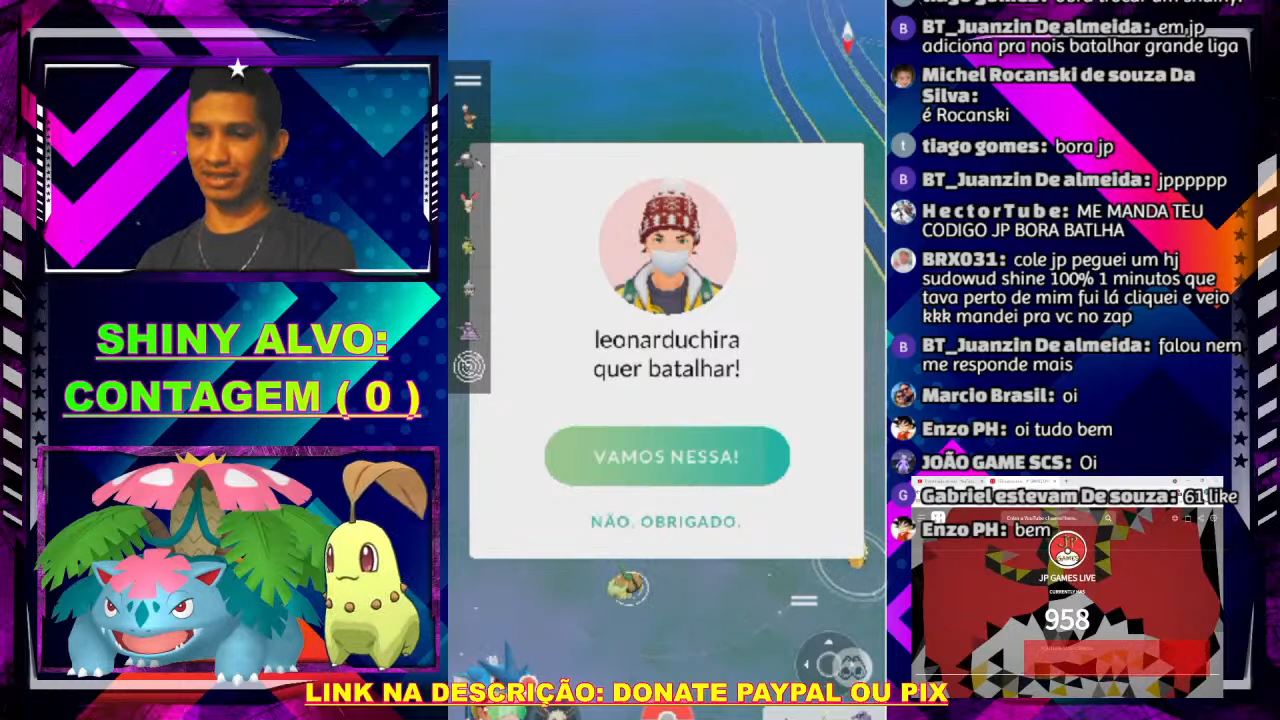 SHINY ALVO:
CONTAGEM ( 0 )
leonarduchira
quer batalhar!
VAMOS NESSA!
NÃO, OBRIGADO.
BT_Juanzin De almeida: em jp
adiciona pra nois batalhar grande liga
Michel Rocanski de souza Da
Silva:
é Rocanski
tiago gomes: bora jp
BT_Juanzin De almeida: jpppppp
HectorTube: ME MANDA TEU
CODIGO JP BORA BATLHA
BRX031: cole jp peguei um hj
sudowud shine 100% 1 minutos que
tava perto de mim fui lá cliquei e veio
kkk mandei pra vc no zap
BT_Juanzin De almeida: falou nem
me responde mais
Marcio Brasil: oi
Enzo PH: oi tudo bem
JOÃO GAME SCS: Oi
Gabriel estevam De souza: 61 like
Enzo PH: bem
JP
GAMES
JP GAMES LIVE
CURRENTLY HAS
958
LINK NA DESCRIÇÃO: DONATE PAYPAL OU PIX